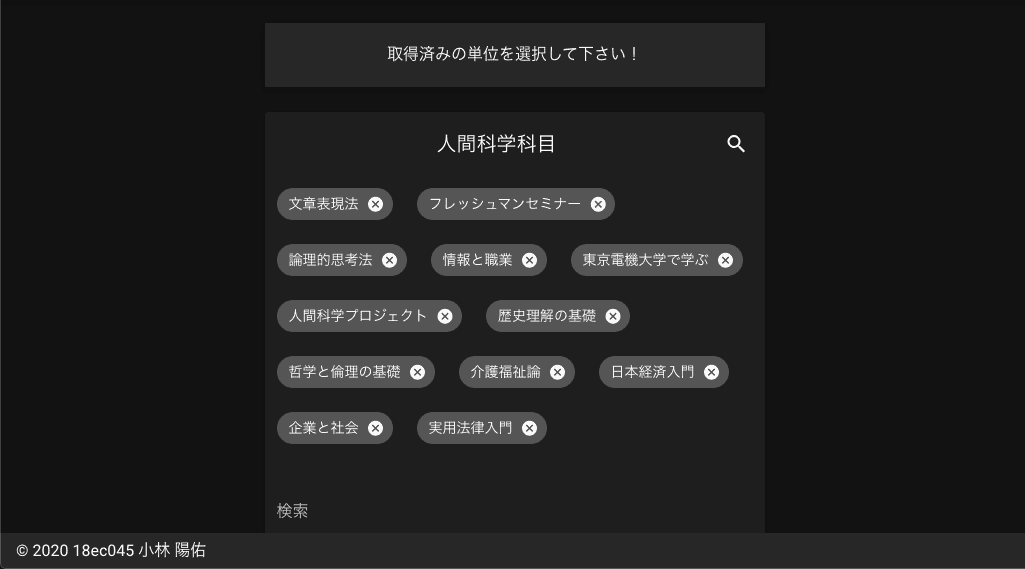 取得済みの単位を選択して下さい！
人間科学科目
文章表現法 フレッシュマンセミナー
論理的思考法 情報と職業 東京電機大学で学ぶ
人間科学プロジェクト 歴史理解の基礎
哲学と倫理の基礎 介護福祉論 日本経済入門
企業と社会 実用法律入門
検索
© 2020 18ec045 小林 陽佑